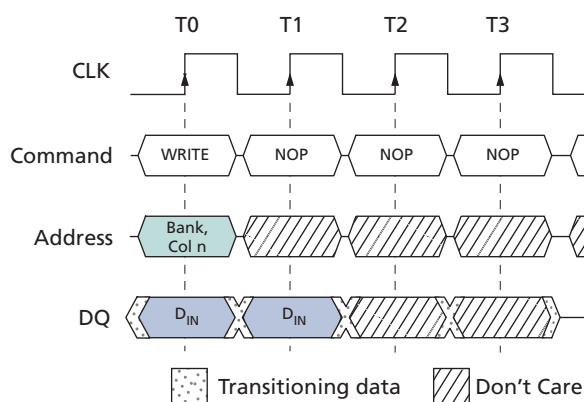 T0 T1 T2 T3
CLK
Command WRITE NOP NOP NOP
Address Bank,
Col n
DQ DIN DIN
Transitioning data Don't Care